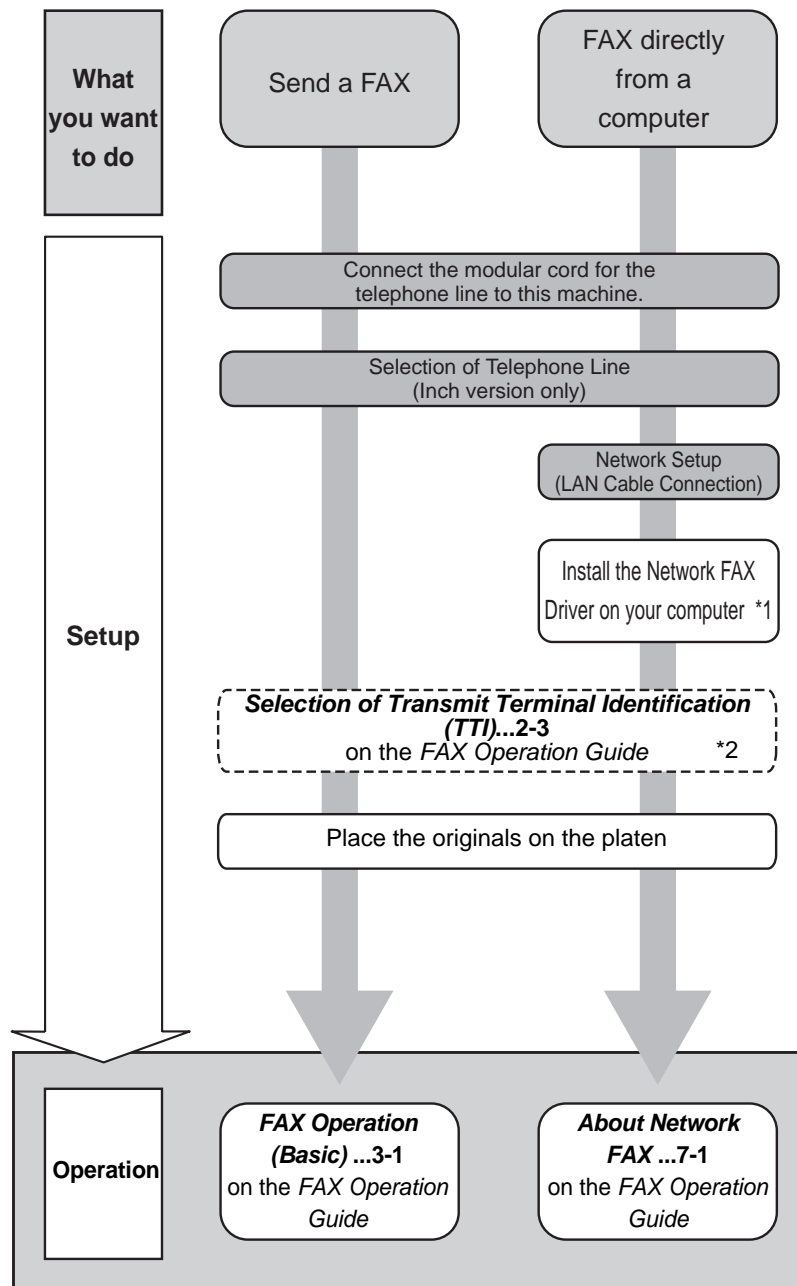 What
you want
to do
Send a FAX
FAX directly
from a
computer
Connect the modular cord for the
telephone line to this machine.
Selection of Telephone Line
(Inch version only)
Network Setup
(LAN Cable Connection)
Install the Network FAX
Driver on your computer *1
Setup
Selection of Transmit Terminal Identification
(TTI)...2-3
on the FAX Operation Guide *2
Place the originals on the platen
Operation
FAX Operation
(Basic) ...3-1
on the FAX Operation
Guide
About Network
FAX ...7-1
on the FAX Operation
Guide